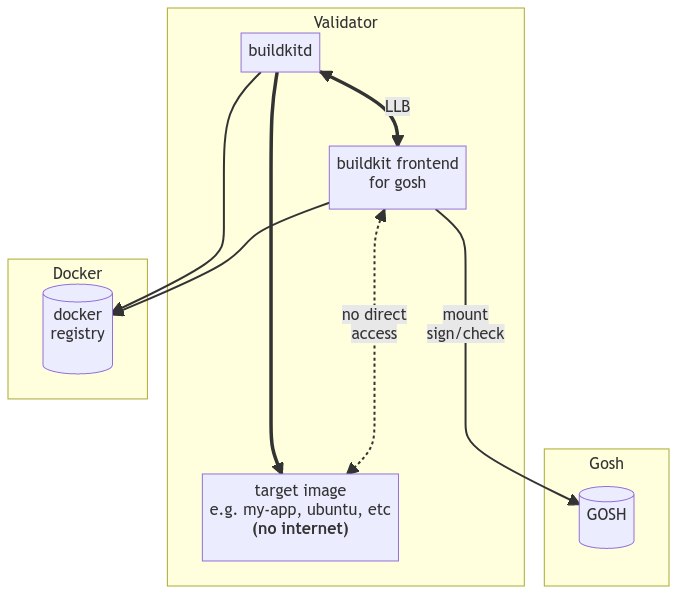 Validator
buildkitd
LLB
buildkit frontend
for gosh
Docker
docker
registry
no direct
access
mount
sign/check
Gosh
GOSH
target image
e.g. my-app, ubuntu, etc
(no internet)